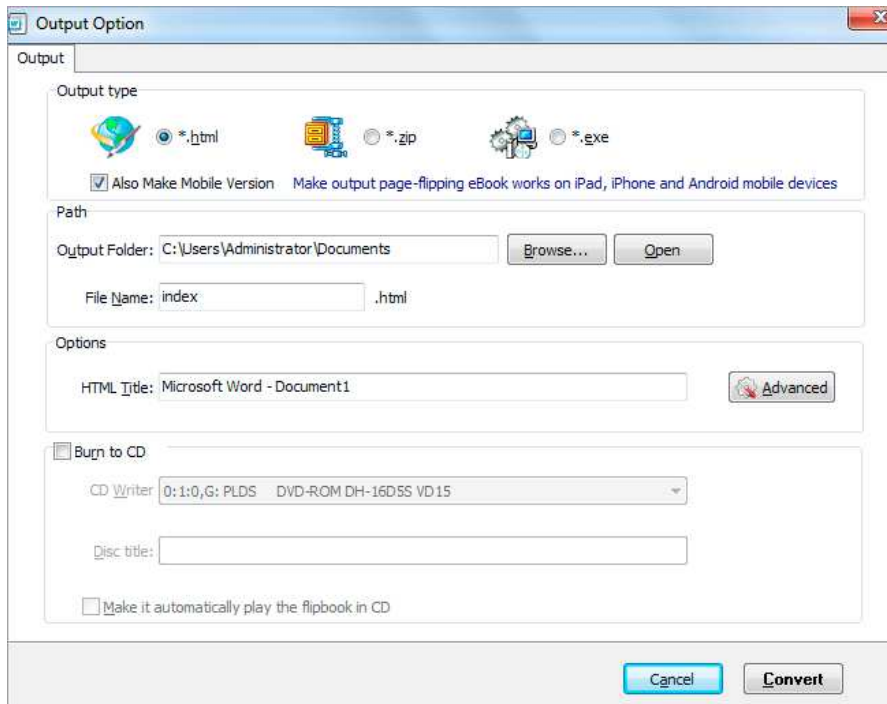 Output Option
Output
Output type
*.html *.zip *.exe
Also Make Mobile Version Make output page-flipping eBook works on iPad, iPhone and Android mobile devices
Path
Output Folder: C:\Users\Administrator\Documents Browse... Open
File Name: index .html
Options
HTML Title: Microsoft Word - Document1 Advanced
Burn to CD
CD Writer 0:1:0,G: PLDS DVD-ROM DH-16D5S VD15
Disc title:
Make it automatically play the flipbook in CD
Cancel Convert